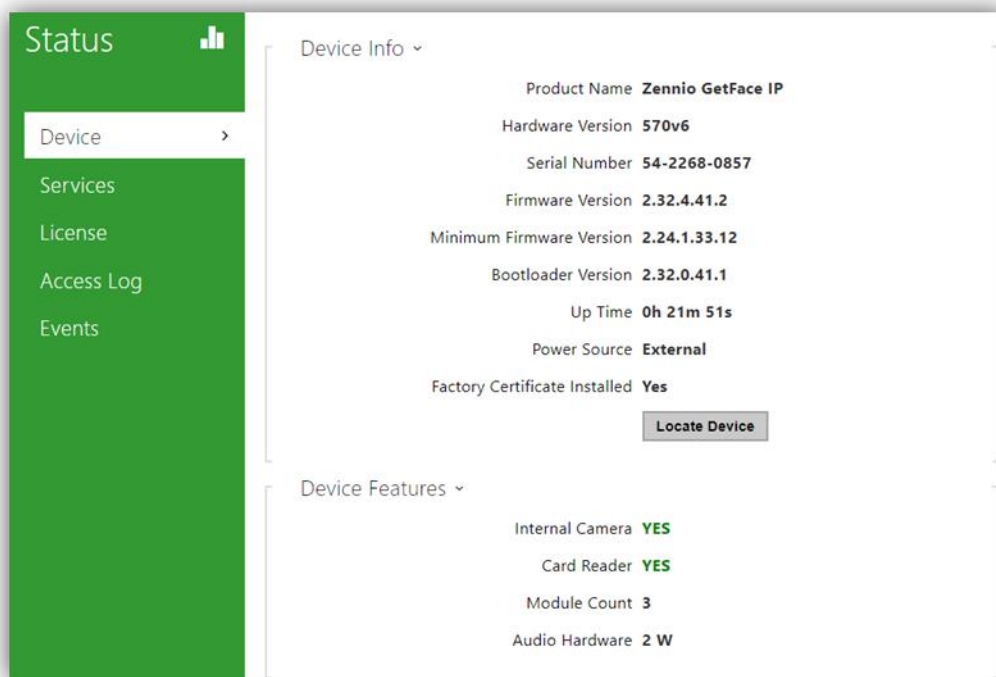 Status
Device
Services
License
Access Log
Events
Device Info
Product Name Zennio GetFace IP
Hardware Version 570v6
Serial Number 54-2268-0857
Firmware Version 2.32.4.41.2
Minimum Firmware Version 2.24.1.33.12
Bootloader Version 2.32.0.41.1
Up Time 0h 21m 51s
Power Source External
Factory Certificate Installed Yes
Locate Device
Device Features
Internal Camera YES
Card Reader YES
Module Count 3
Audio Hardware 2 W